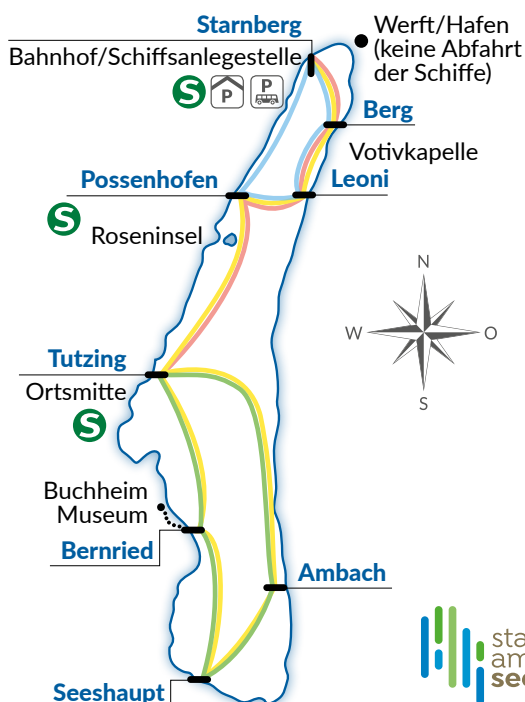 Starnberg
Bahnhof/Schiffsanlegestelle
S
P
P
Werft/Hafen
(keine Abfahrt
der Schiffe)
Berg
Votivkapelle
Possenhofen
Leoni
S
Roseninsel
N
W
O
S
Tutzing
Ortsmitte
S
Buchheim
Museum
Bernried
Ambach
Seeshaupt
am